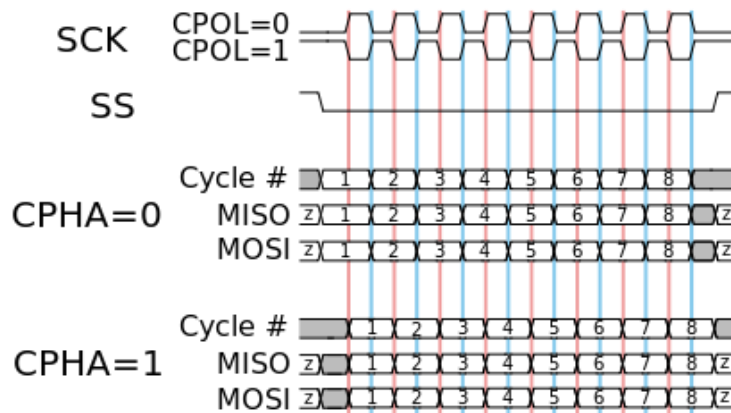 SCK CPOL=0
CPOL=1
SS
CPHA=0
Cycle # 1 2 3 4 5 6 7 8
MISO z 1 2 3 4 5 6 7 8 z
MOSI z 1 2 3 4 5 6 7 8 z
CPHA=1
Cycle # 1 2 3 4 5 6 7 8
MISO z 1 2 3 4 5 6 7 8 z
MOSI z 1 2 3 4 5 6 7 8 z